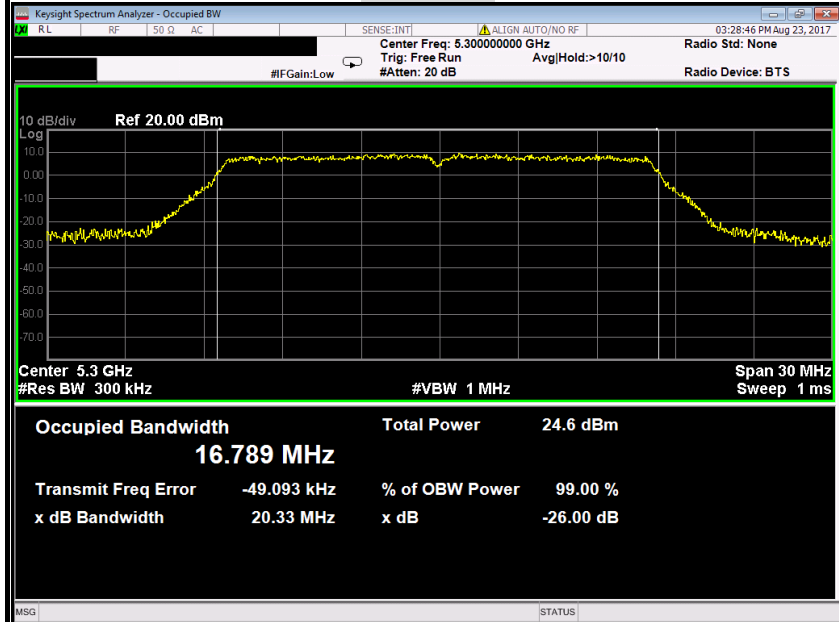 Keysight Spectrum Analyzer - Occupied BW
LXI RL RF 50 Ω AC SENSE:INT ALIGN AUTO/NO RF 03:28:46 PM Aug 23, 2017
Center Freq: 5.300000000 GHz Radio Std: None
Trig: Free Run Avg|Hold:>10/10
#IFGain:Low #Atten: 20 dB Radio Device: BTS
10 dB/div Ref 20.00 dBm
Log
10.0
0.00
-10.0
-20.0
-30.0
-40.0
-50.0
-60.0
-70.0
Center 5.3 GHz Span 30 MHz
#Res BW 300 kHz #VBW 1 MHz Sweep 1 ms
Occupied Bandwidth Total Power 24.6 dBm
16.789 MHz
Transmit Freq Error -49.093 kHz % of OBW Power 99.00 %
x dB Bandwidth 20.33 MHz x dB -26.00 dB
MSG STATUS